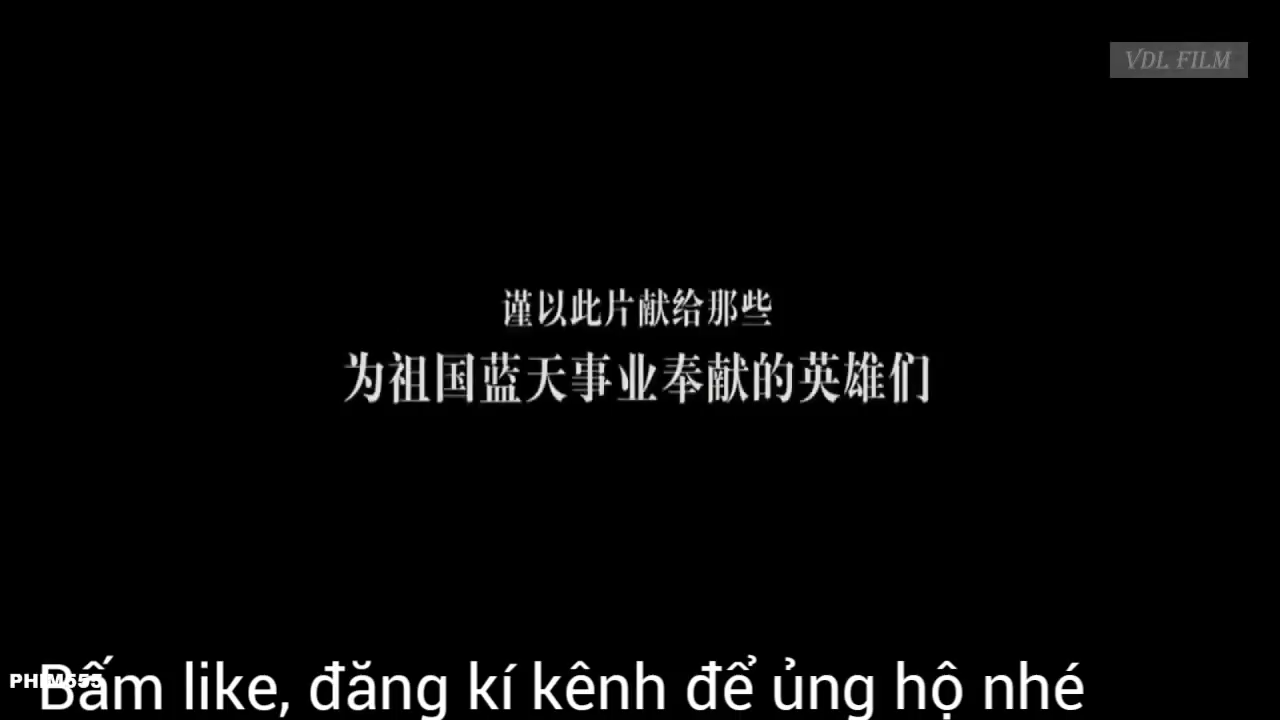 VDL FILM
谨以此片献给那些
为祖国蓝天事业奉献的英雄们
PHIM655
Bấm like, đăng kí kênh để ủng hộ nhé